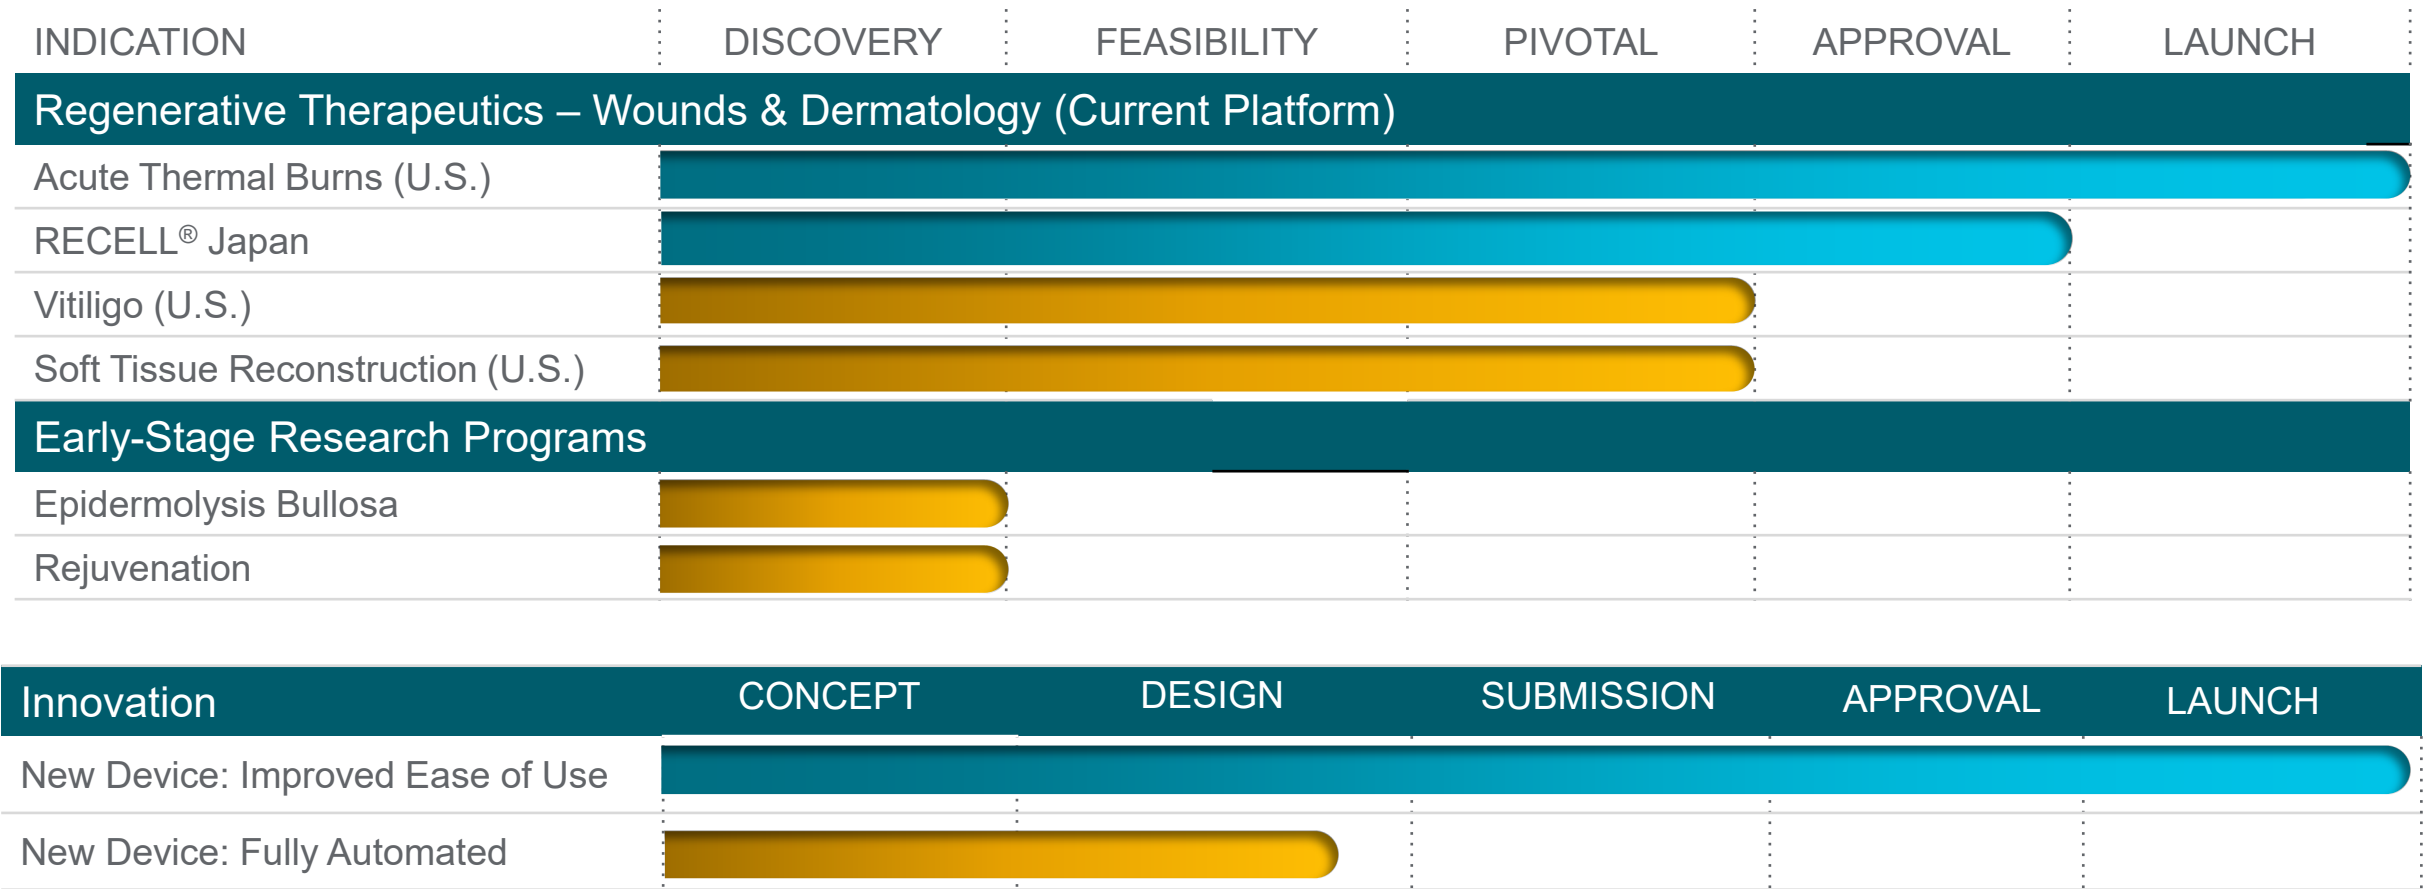 INDICATION DISCOVERY FEASIBILITY PIVOTAL APPROVAL LAUNCH
Regenerative Therapeutics – Wounds & Dermatology (Current Platform)
Acute Thermal Burns (U.S.)
RECELL® Japan
Vitiligo (U.S.)
Soft Tissue Reconstruction (U.S.)
Early-Stage Research Programs
Epidermolysis Bullosa
Rejuvenation
Innovation CONCEPT DESIGN SUBMISSION APPROVAL LAUNCH
New Device: Improved Ease of Use
New Device: Fully Automated